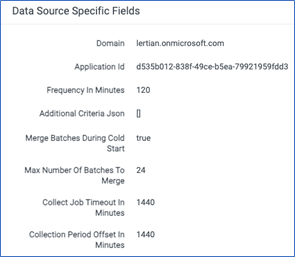 Data Source Specific Fields
Domain lertian.onmicrosoft.com
Application Id d535b012-838f-49ce-b5ea-79921959fdd3
Frequency In Minutes 120
Additional Criteria Json []
Merge Batches During Cold true
Start
Max Number Of Batches To 24
Merge
Collect Job Timeout In 1440
Minutes
Collection Period Offset In 1440
Minutes